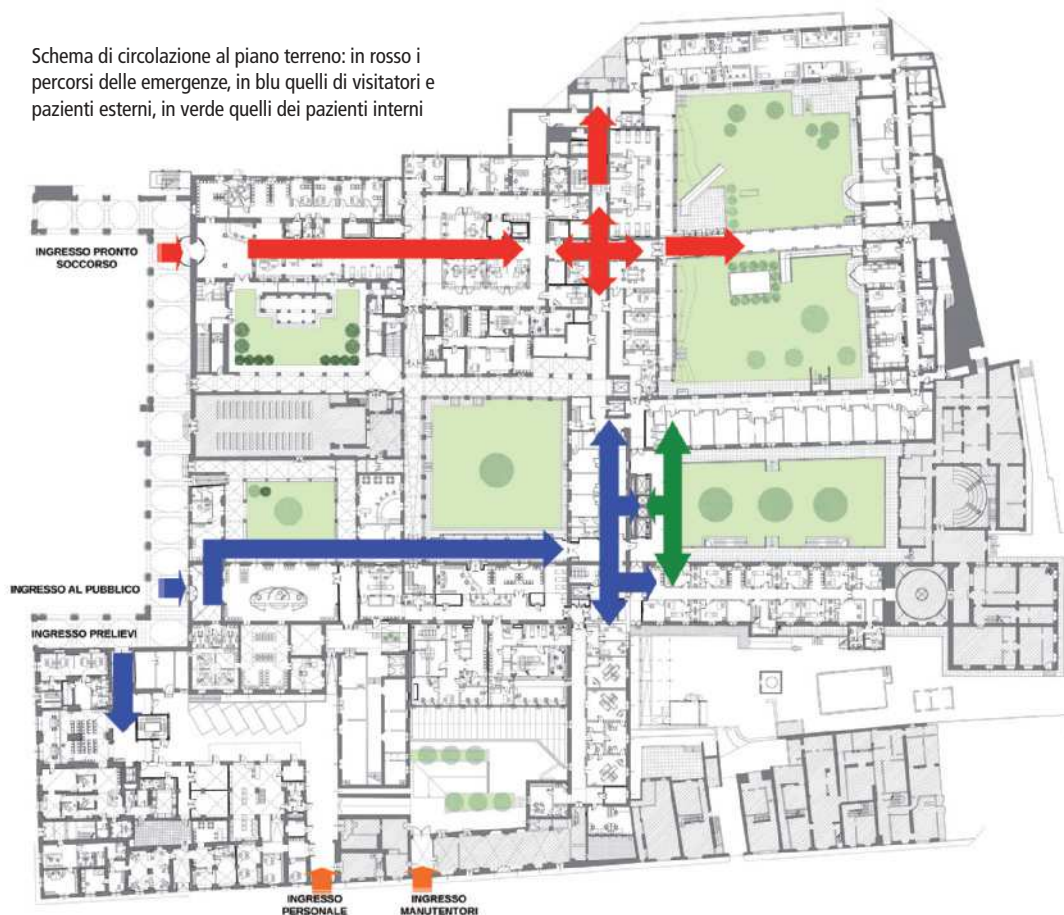 Schema di circolazione al piano terreno: in rosso i
percorsi delle emergenze, in blu quelli di visitatori e
pazienti esterni, in verde quelli dei pazienti interni
INGRESSO PRONTO
SOCCORSO
INGRESSO AL PUBBLICO
INGRESSO PRELIEVI
INGRESSO
PERSONALE
INGRESSO
MANUTENTORI